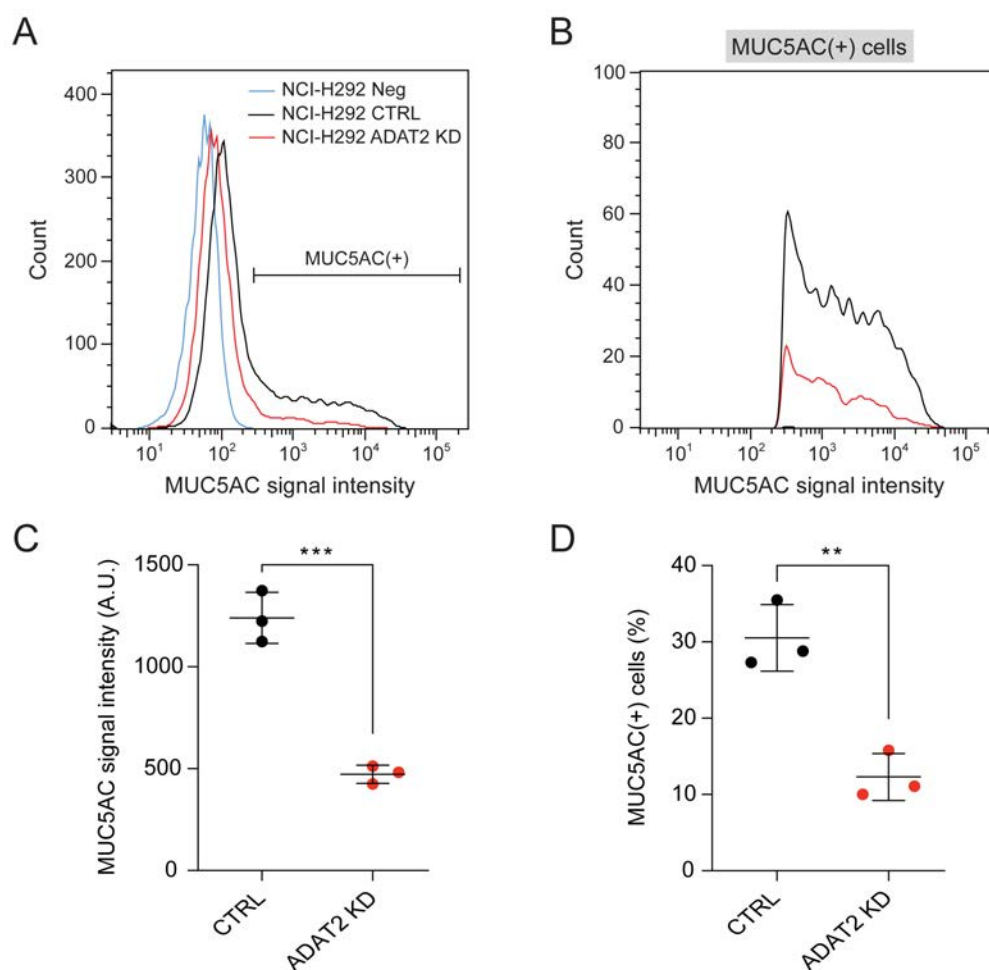 A
NCI-H292 Neg
NCI-H292 CTRL
NCI-H292 ADAT2 KD
MUC5AC(+)
400
300
200
100
0
Count
10¹ 10² 10³ 10⁴ 10⁵
MUC5AC signal intensity
B
MUC5AC(+) cells
100
80
60
40
20
0
Count
10¹ 10² 10³ 10⁴ 10⁵
MUC5AC signal intensity
C
***
1500
1000
500
0
MUC5AC signal intensity (A.U.)
CTRL
ADAT2 KD
D
**
40
30
20
10
0
MUC5AC(+) cells (%)
CTRL
ADAT2 KD